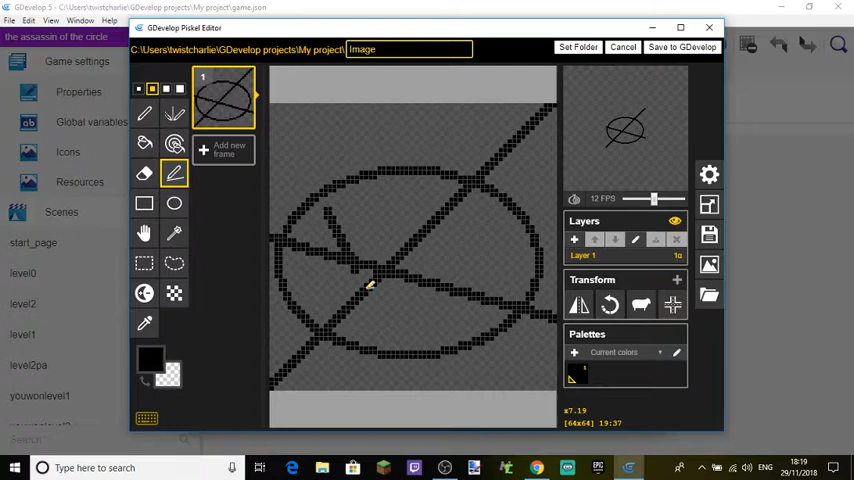 GDevelop 5 - C:\Users\twistcharlie\GDevelop projects\My project\game.json
File Edit View Window Help
the assassin of the circle
Game settings
Properties
Global variables
Icons
Resources
Scenes
start_page
level0
level2
level1
level2pa
youwonlevel1
Search
GDevelop Piskel Editor
C:\Users\twistcharlie\GDevelop projects\My project\ Image
Set Folder Cancel Save to GDevelop
1
Add new frame
12 FPS
Layers
Layer 1 1α
Transform
Palettes
Current colors
1
x7.19
[64x64] 19:37
Type here to search
EPIC
ENG
18:19
29/11/2018